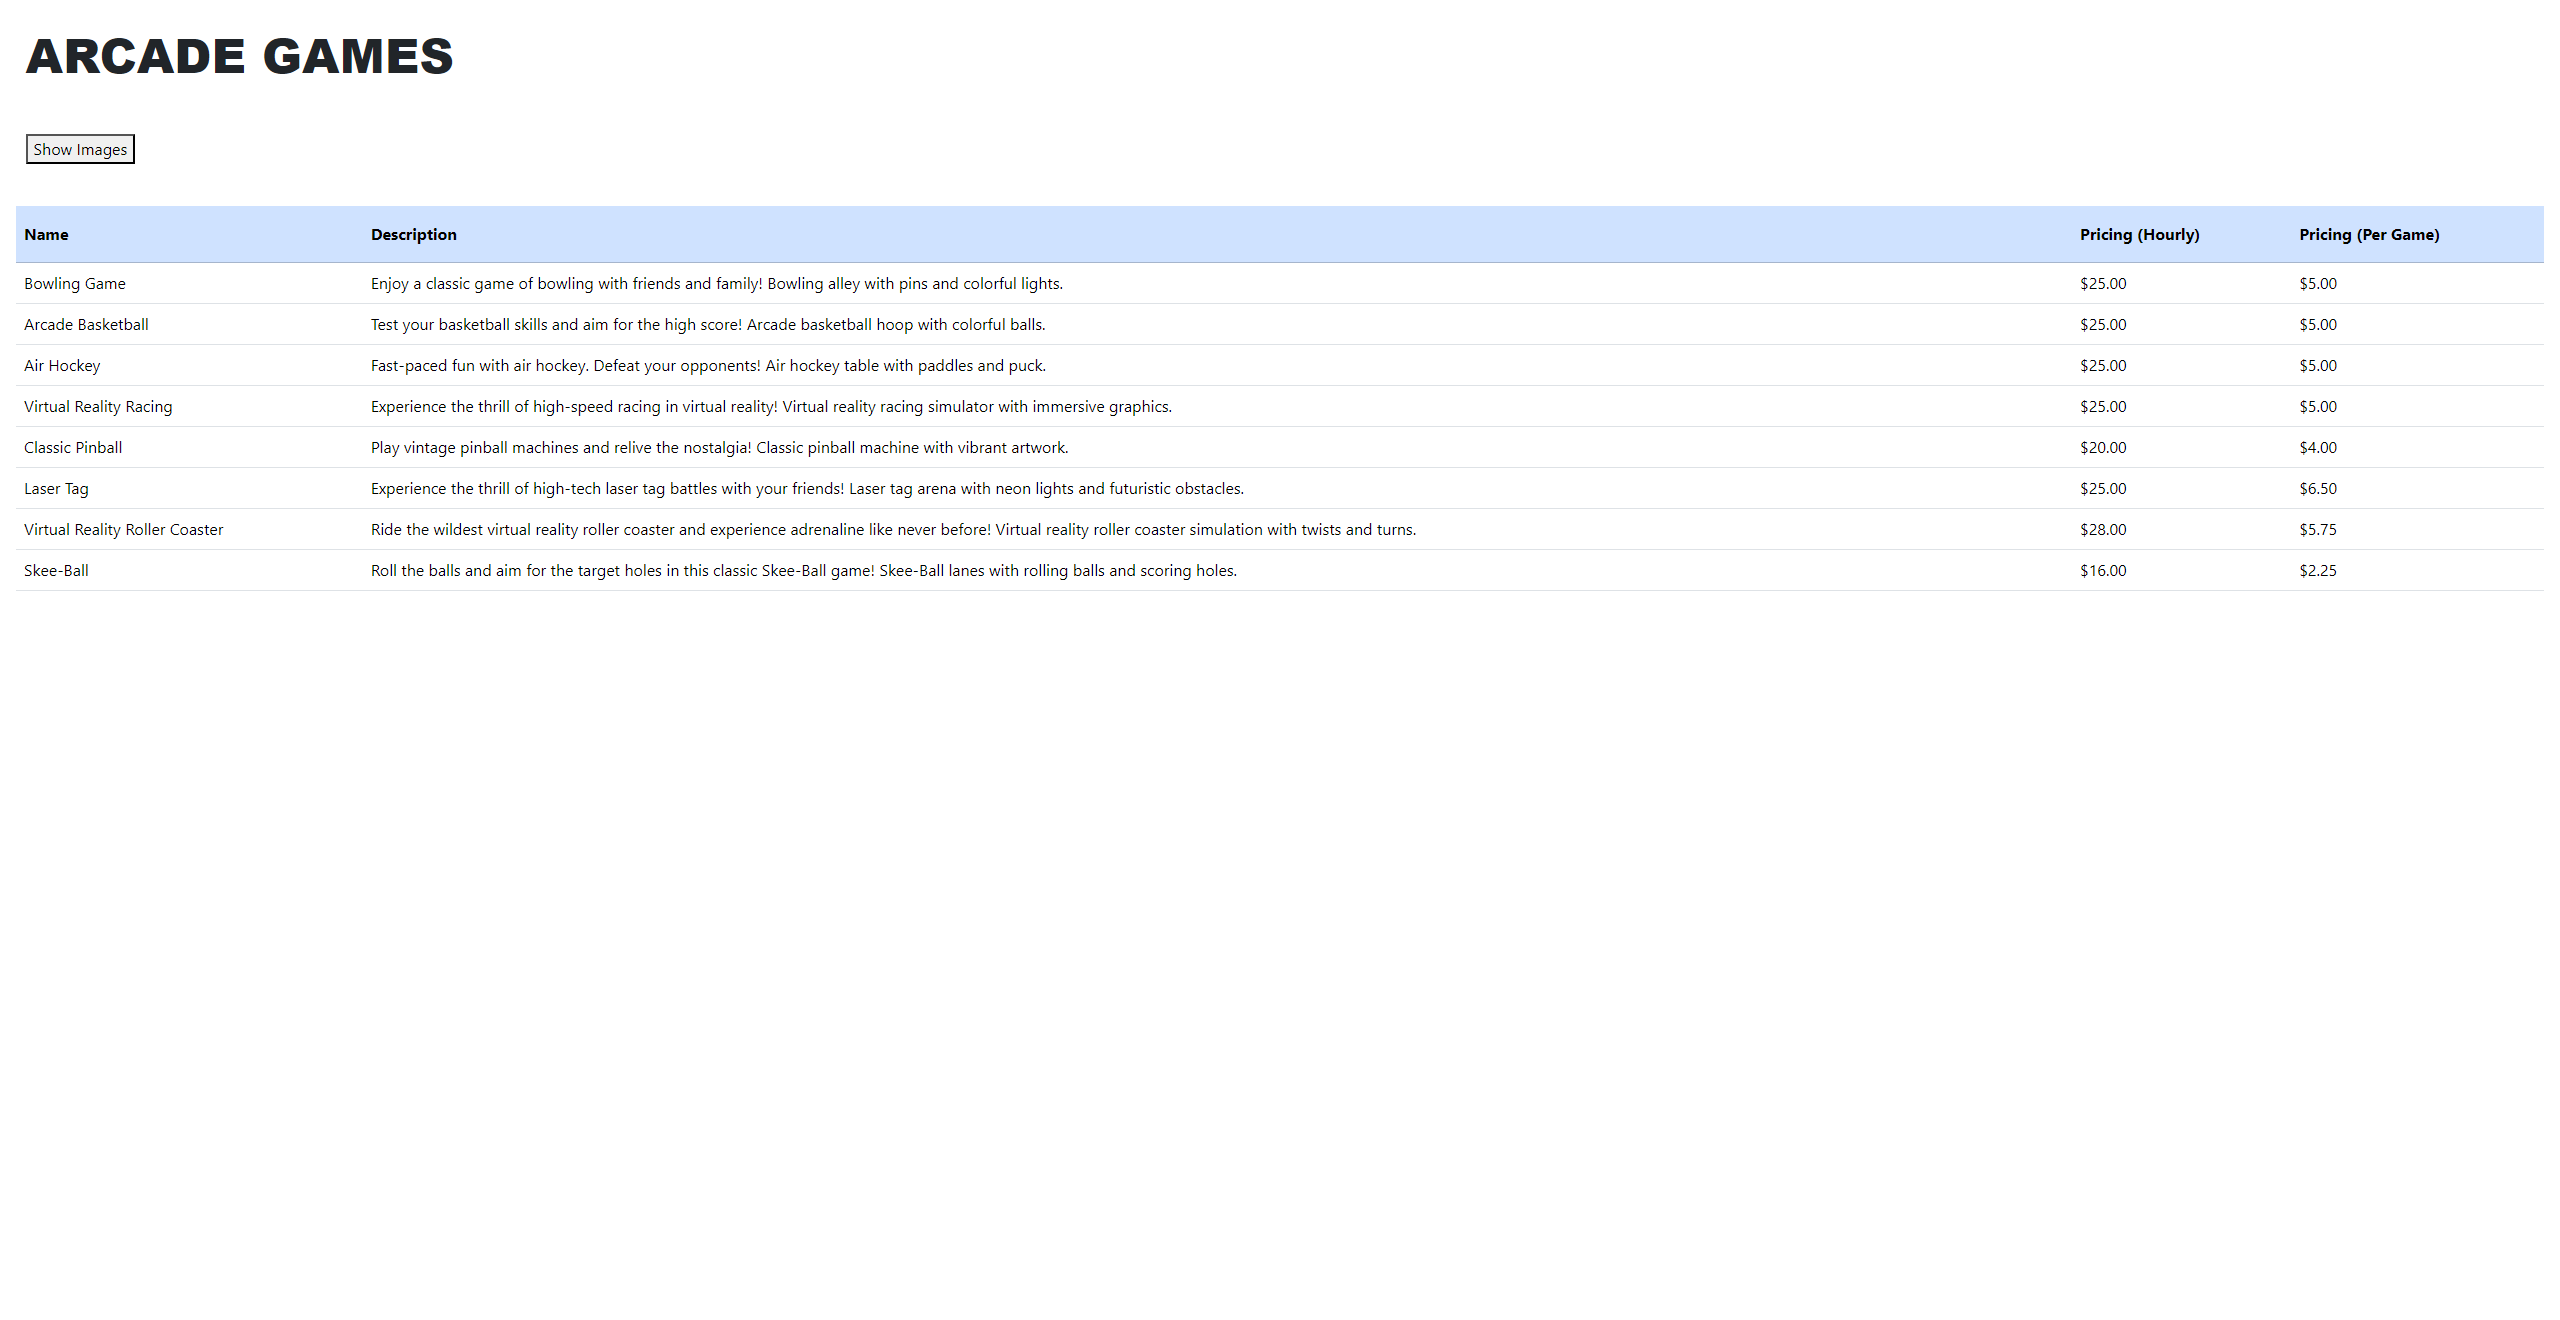 ARCADE GAMES
Show Images
Name Description Pricing (Hourly) Pricing (Per Game)
Bowling Game Enjoy a classic game of bowling with friends and family! Bowling alley with pins and colorful lights. $25.00 $5.00
Arcade Basketball Test your basketball skills and aim for the high score! Arcade basketball hoop with colorful balls. $25.00 $5.00
Air Hockey Fast-paced fun with air hockey. Defeat your opponents! Air hockey table with paddles and puck. $25.00 $5.00
Virtual Reality Racing Experience the thrill of high-speed racing in virtual reality! Virtual reality racing simulator with immersive graphics. $25.00 $5.00
Classic Pinball Play vintage pinball machines and relive the nostalgia! Classic pinball machine with vibrant artwork. $20.00 $4.00
Laser Tag Experience the thrill of high-tech laser tag battles with your friends! Laser tag arena with neon lights and futuristic obstacles. $25.00 $6.50
Virtual Reality Roller Coaster Ride the wildest virtual reality roller coaster and experience adrenaline like never before! Virtual reality roller coaster simulation with twists and turns. $28.00 $5.75
Skee-Ball Roll the balls and aim for the target holes in this classic Skee-Ball game! Skee-Ball lanes with rolling balls and scoring holes. $16.00 $2.25